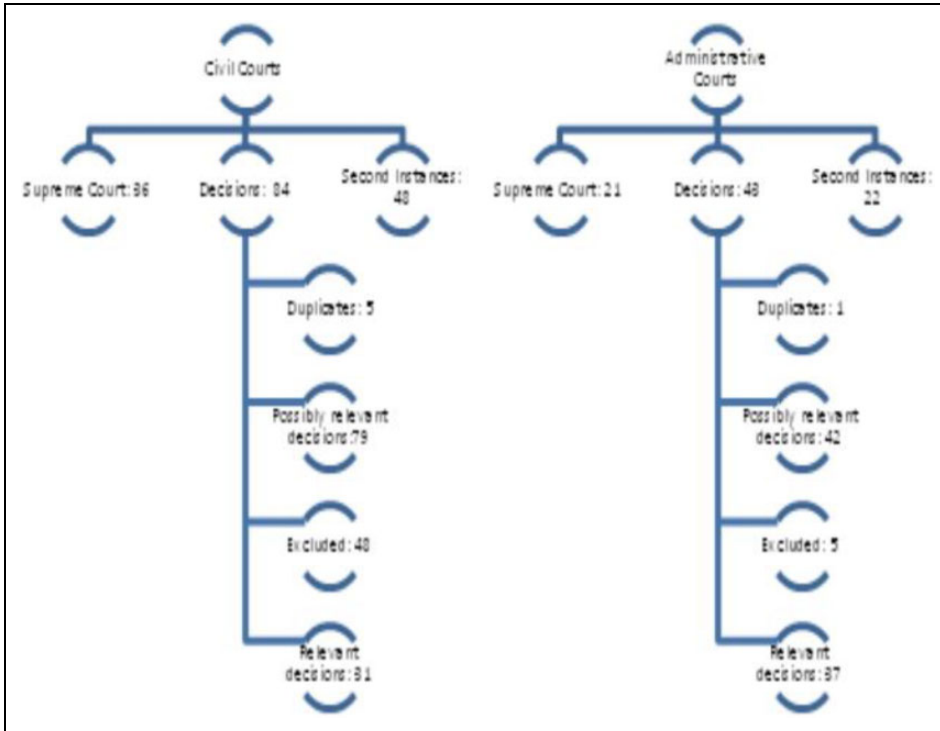 Civil Courts
Supreme Court: 36
Decisions: 84
Second Instances:
48
Duplicates: 5
Possibly relevant
decisions:79
Excluded: 48
Relevant
decisions: 31
Administrative
Courts
Supreme Court: 21
Decisions: 43
Second Instances:
22
Duplicates: 1
Possibly relevant
decisions: 42
Excluded: 5
Relevant
decisions: 37